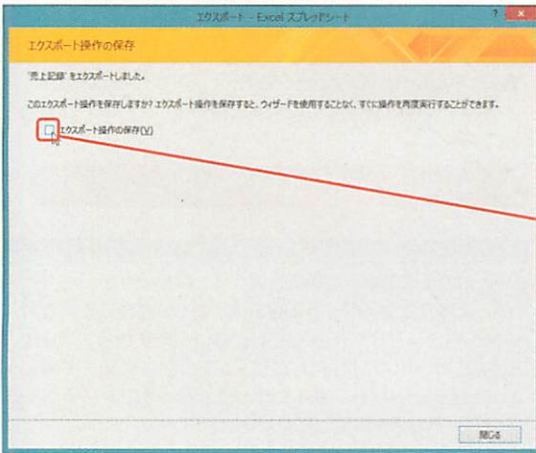 エクスポート - Excel スプレッドシート
?
エクスポート操作の保存
'売上記録' をエクスポートしました。
このエクスポート操作を保存しますか? エクスポート操作を保存すると、ウィザードを使用することなく、すぐに操作を再度実行することができます。
エクスポート操作の保存(V)
閉じる